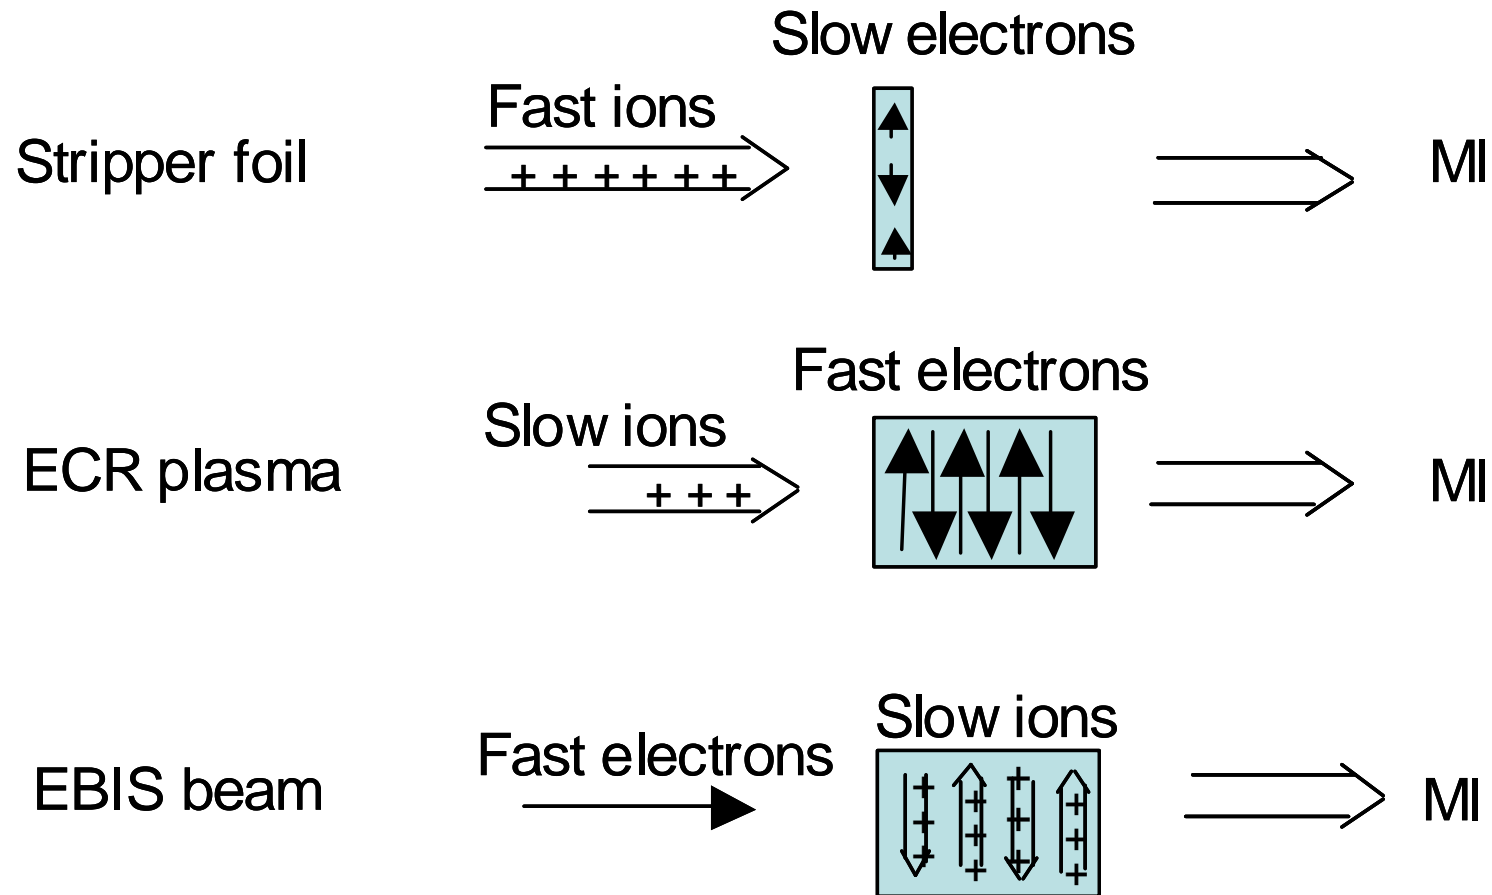 Slow electrons
Fast ions
Stripper foil
+ + + + + +
MI
Fast electrons
Slow ions
ECR plasma
+ + +
MI
Slow ions
Fast electrons
EBIS beam
+ + + +
+ + + +
+ + + +
MI